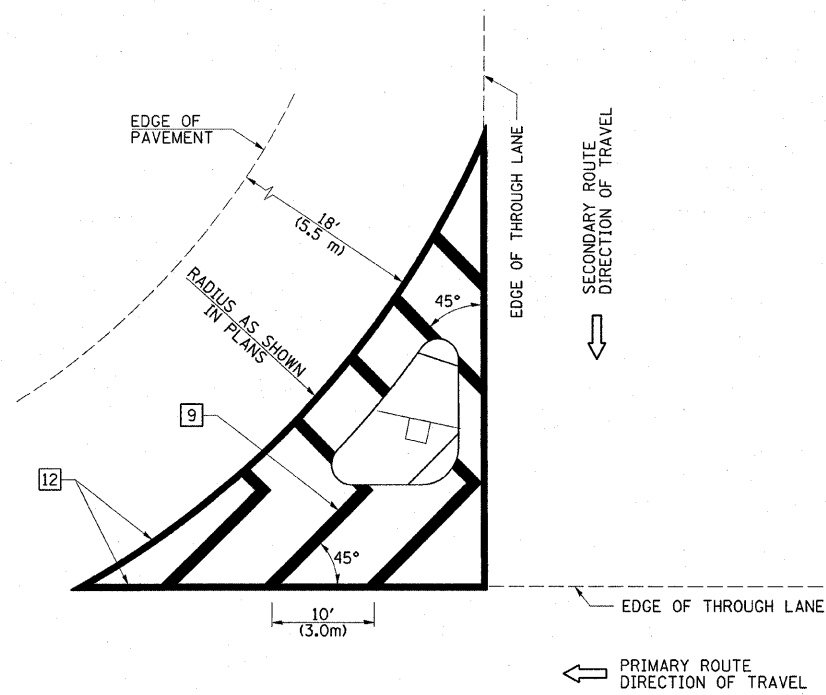 EDGE OF
PAVEMENT
18'
(5.5 m)
EDGE OF THROUGH LANE
SECONDARY ROUTE
DIRECTION OF TRAVEL
RADIUS AS SHOWN
IN PLANS
45°
9
12
45°
10'
(3.0m)
EDGE OF THROUGH LANE
PRIMARY ROUTE
DIRECTION OF TRAVEL